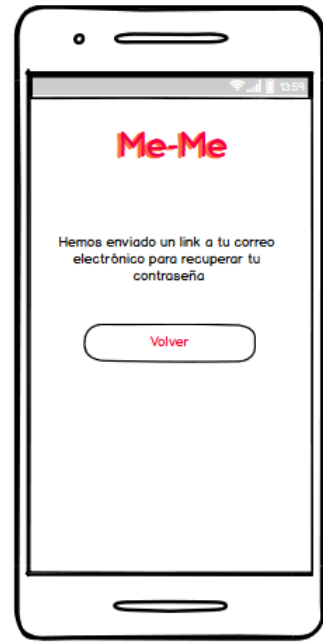 13:59
Me-Me
Hemos enviado un link a tu correo
electrónico para recuperar tu
contraseña
Volver